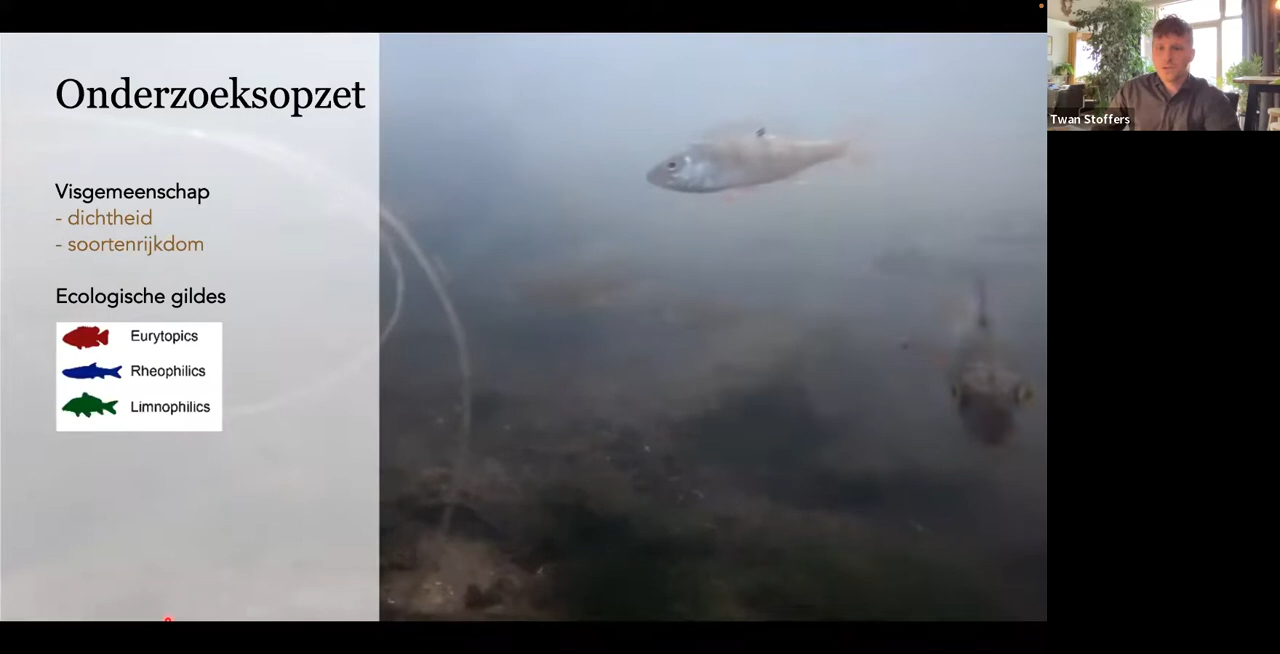 Onderzoeksopzet
Visgemeenschap
- dichtheid
- soortenrijkdom
Ecologische gildes
Eurytopics
Rheophilics
Limnophilics
Twan Stoffers